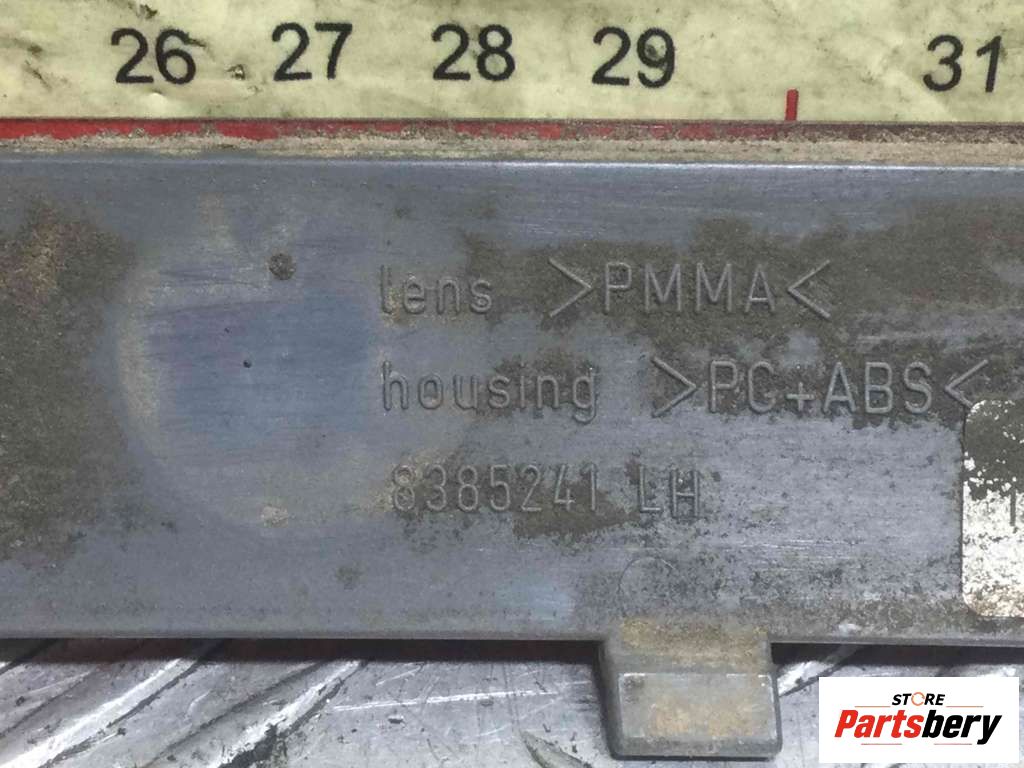 26 27 28 29 31
lens >PMMA<
housing >PC+ABS<
8385241 LH
STORE
Partsbery